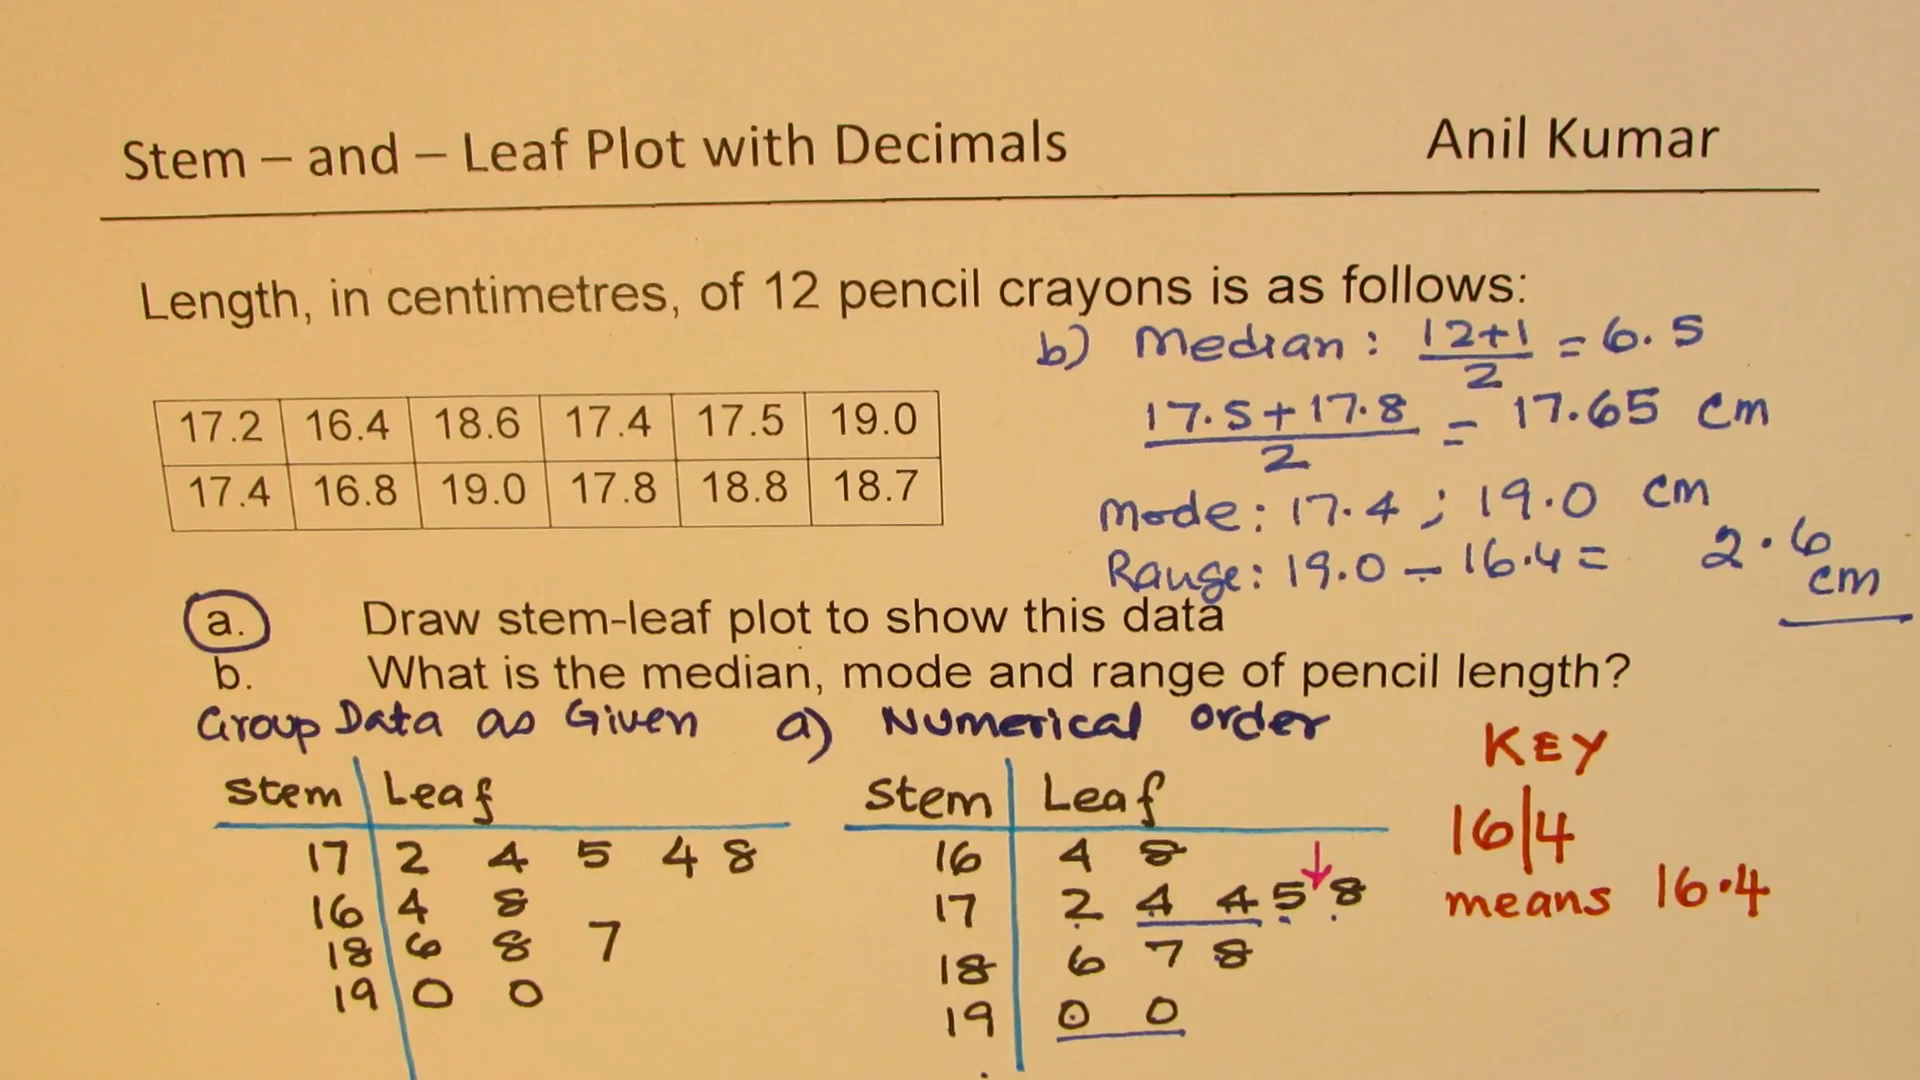 Stem – and – Leaf Plot with Decimals Anil Kumar
Length, in centimetres, of 12 pencil crayons is as follows:
17.2 16.4 18.6 17.4 17.5 19.0
17.4 16.8 19.0 17.8 18.8 18.7
b) Median: 12+1/2 = 6.5
17.5+17.8/2 = 17.65 cm
Mode: 17.4 ; 19.0 cm
Range: 19.0 – 16.4 = 2.6 cm
a. Draw stem-leaf plot to show this data
b. What is the median, mode and range of pencil length?
Group Data as Given
Stem Leaf
17 2 4 5 4 8
16 4 8
18 6 8 7
19 0 0
a) Numerical order
Stem Leaf
16 4 8
17 2 4 4 5 8
18 6 7 8
19 0 0
KEY
16|4
means 16.4